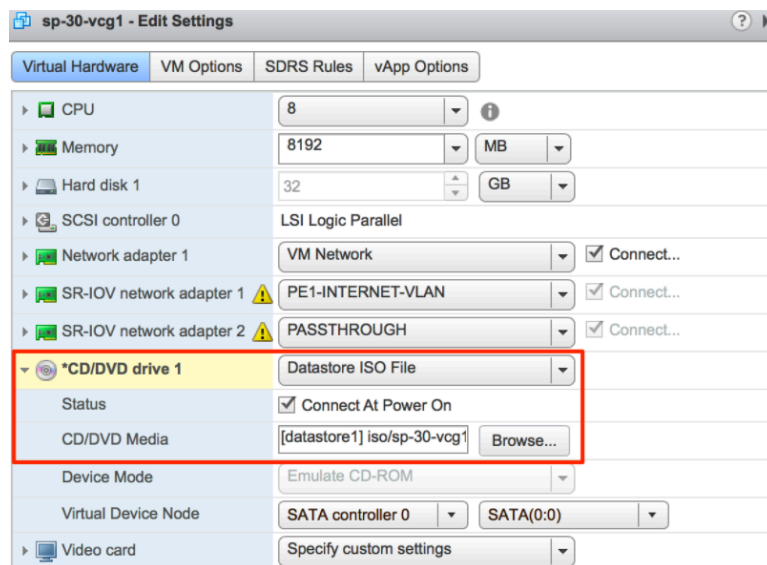 sp-30-vcg1 - Edit Settings ?
Virtual Hardware VM Options SDRS Rules vApp Options
CPU 8
Memory 8192 MB
Hard disk 1 32 GB
SCSI controller 0 LSI Logic Parallel
Network adapter 1 VM Network Connect...
SR-IOV network adapter 1 PE1-INTERNET-VLAN Connect...
SR-IOV network adapter 2 PASSTHROUGH Connect...
*CD/DVD drive 1 Datastore ISO File
Status Connect At Power On
CD/DVD Media [datastore1] iso/sp-30-vcg1 Browse...
Device Mode Emulate CD-ROM
Virtual Device Node SATA controller 0 SATA(0:0)
Video card Specify custom settings